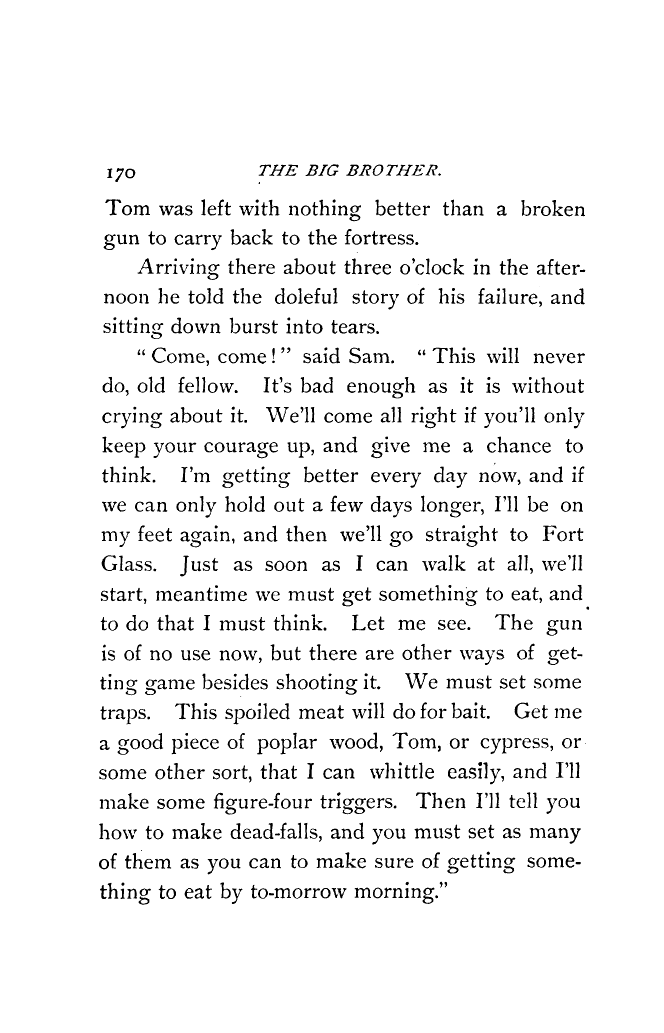 170 THE BIG BROTHER.
Tom was left with nothing better than a broken
gun to carry back to the fortress.
Arriving there about three o'clock in the after-
noon he told the doleful story of his failure, and
sitting down burst into tears.
"Come, come!" said Sam. "This will never
do, old fellow. It's bad enough as it is without
crying about it. We'll come all right if you'll only
keep your courage up, and give me a chance to
think. I'm getting better every day now, and if
we can only hold out a few days longer, I'll be on
my feet again, and then we'll go straight to Fort
Glass. Just as soon as I can walk at all, we'll
start, meantime we must get something to eat, and
to do that I must think. Let me see. The gun
is of no use now, but there are other ways of get-
ting game besides shooting it. We must set some
traps. This spoiled meat will do for bait. Get me
a good piece of poplar wood, Tom, or cypress, or
some other sort, that I can whittle easily, and I'll
make some figure-four triggers. Then I'll tell you
how to make dead-falls, and you must set as many
of them as you can to make sure of getting some-
thing to eat by to-morrow morning."